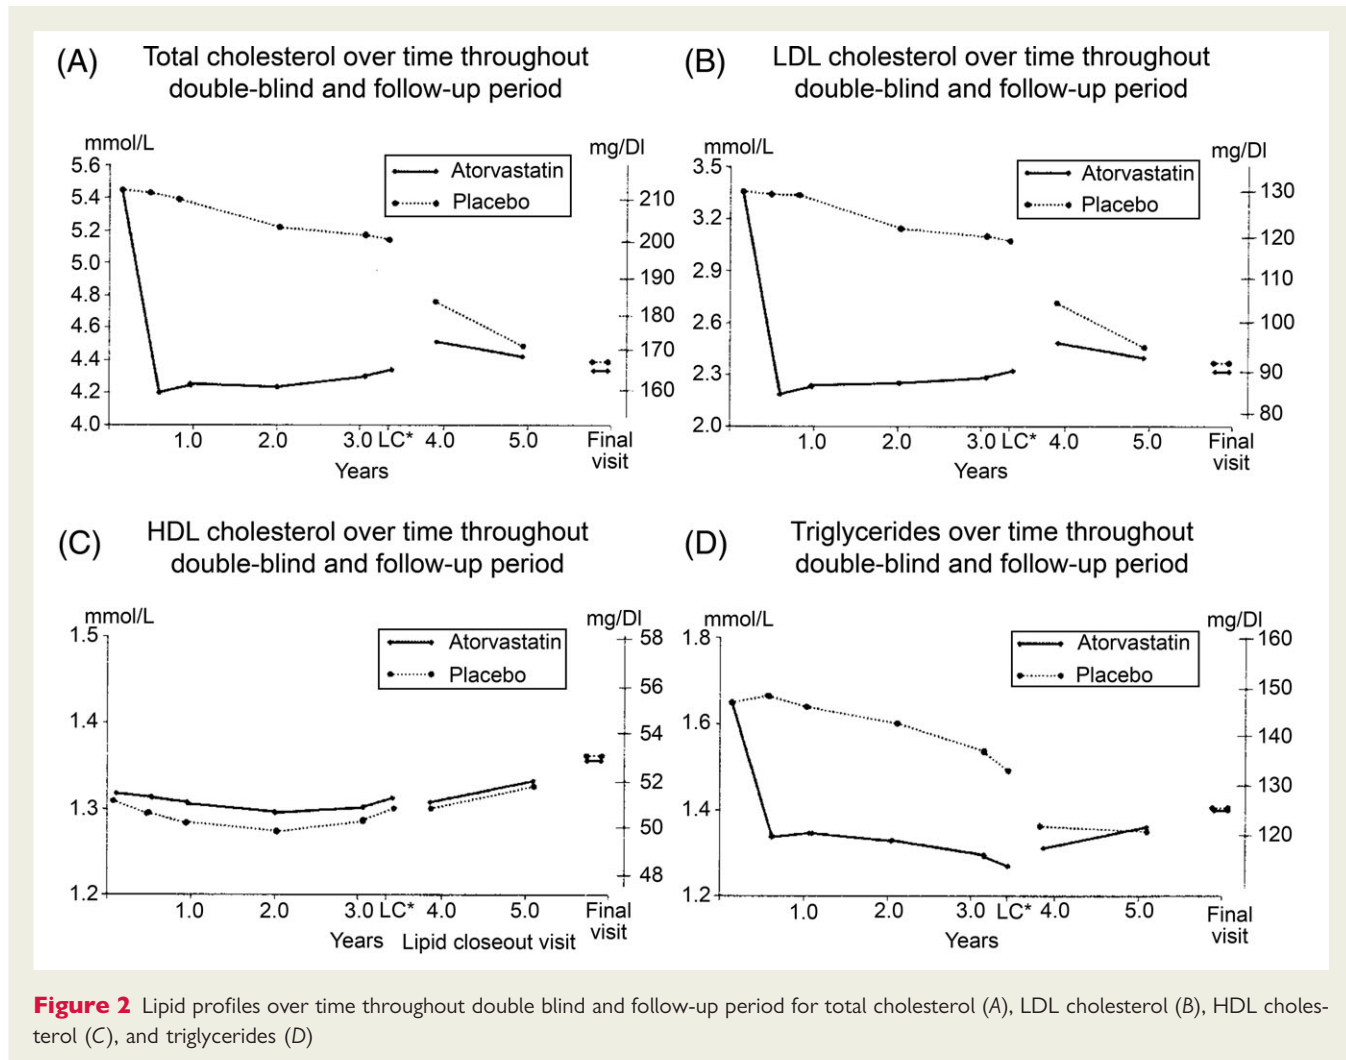 (A) Total cholesterol over time throughout
double-blind and follow-up period
mmol/L
mg/Dl
5.6
5.4
5.2
5.0
4.8
4.6
4.4
4.2
4.0
Atorvastatin
Placebo
210
200
190
180
170
160
1.0 2.0 3.0 LC* 4.0 5.0 Final
visit
Years
(B) LDL cholesterol over time throughout
double-blind and follow-up period
mmol/L
mg/Dl
3.5
3.2
2.9
2.6
2.3
2.0
Atorvastatin
Placebo
130
120
110
100
90
80
1.0 2.0 3.0 LC* 4.0 5.0 Final
visit
Years
(C) HDL cholesterol over time throughout
double-blind and follow-up period
mmol/L
mg/Dl
1.5
1.4
1.3
1.2
Atorvastatin
Placebo
58
56
54
52
50
48
1.0 2.0 3.0 LC* 4.0 5.0 Final
visit
Years Lipid closeout visit
(D) Triglycerides over time throughout
double-blind and follow-up period
mmol/L
mg/Dl
1.8
1.6
1.4
1.2
Atorvastatin
Placebo
160
150
140
130
120
1.0 2.0 3.0 LC* 4.0 5.0 Final
visit
Years
Figure 2 Lipid profiles over time throughout double blind and follow-up period for total cholesterol (A), LDL cholesterol (B), HDL choles-
terol (C), and triglycerides (D)